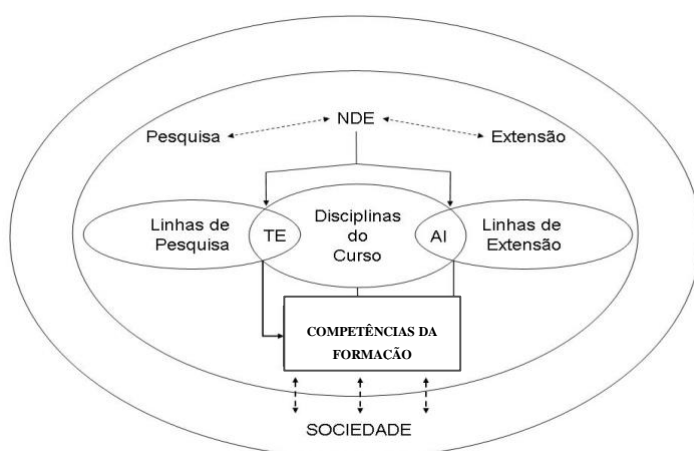 NDE
Pesquisa
Extensão
Linhas de
Pesquisa
TE
Disciplinas
do
Curso
AI
Linhas de
Extensão
COMPETÊNCIAS DA
FORMAÇÃO
SOCIEDADE